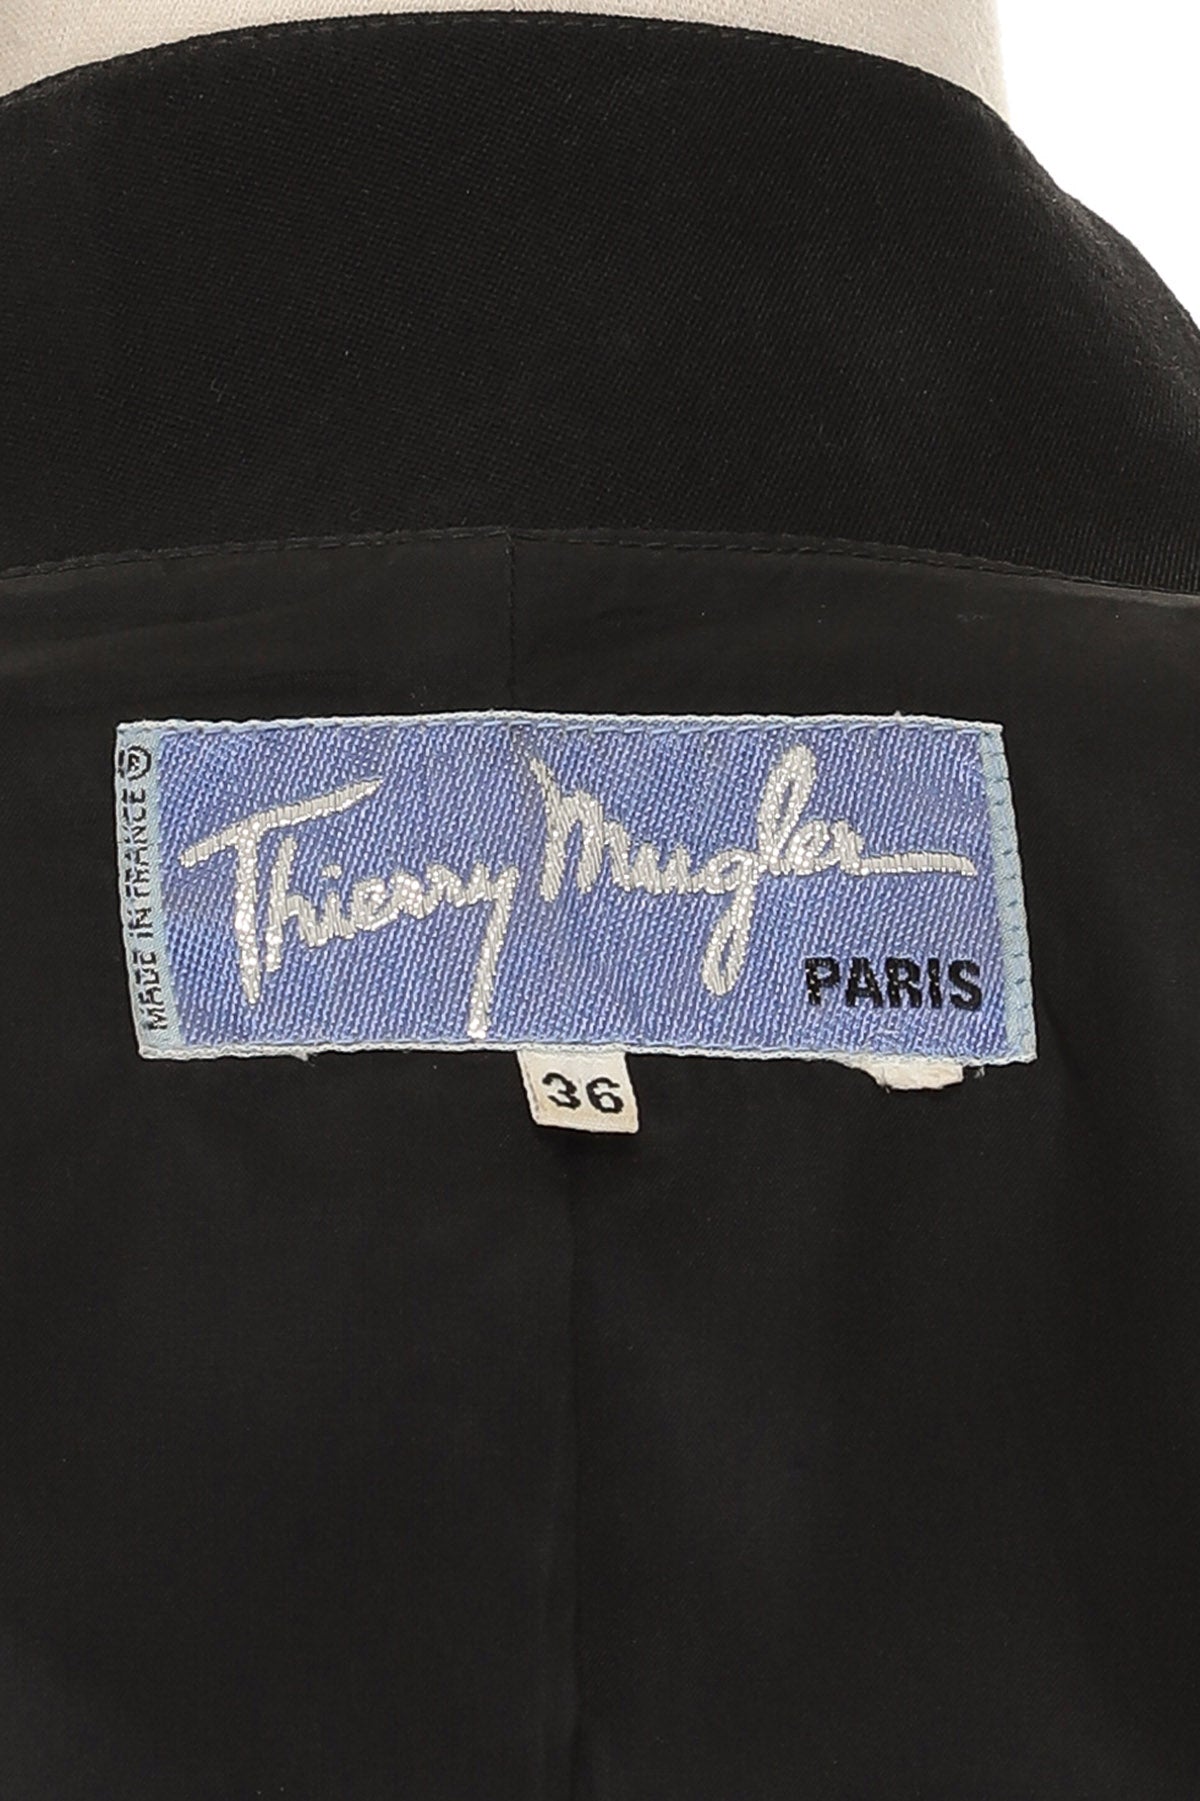 MADE IN FRANCE ®
Thierry Mugler
PARIS
36